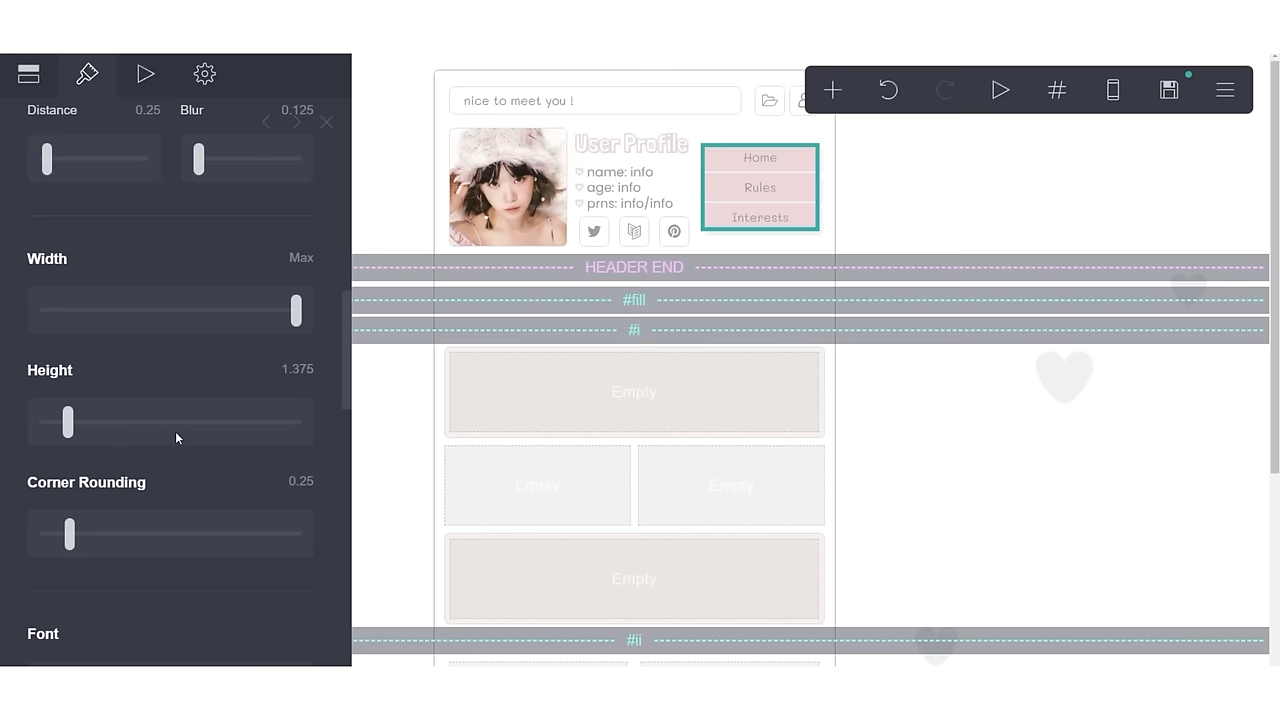 Distance 0.25 Blur 0.125
Width Max
Height 1.375
Corner Rounding 0.25
Font
nice to meet you !
User Profile
♡ name: info
♡ age: info
♡ prns: info/info
Home
Rules
Interests
HEADER END
#fill
#i
Empty
Empty Empty
Empty
#ii